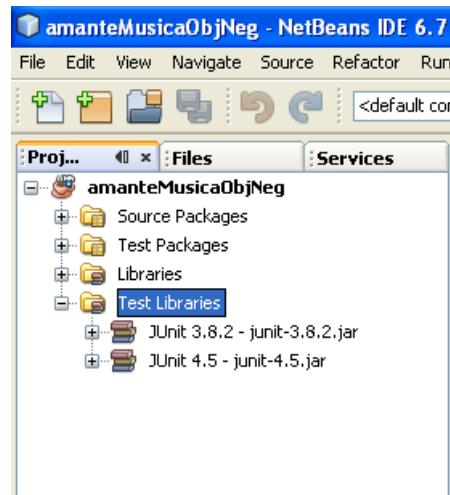 amanteMusicaObjNeg - NetBeans IDE 6.7
File Edit View Navigate Source Refactor Run
<default con
Proj... Files Services
amanteMusicaObjNeg
Source Packages
Test Packages
Libraries
Test Libraries
JUnit 3.8.2 - junit-3.8.2.jar
JUnit 4.5 - junit-4.5.jar